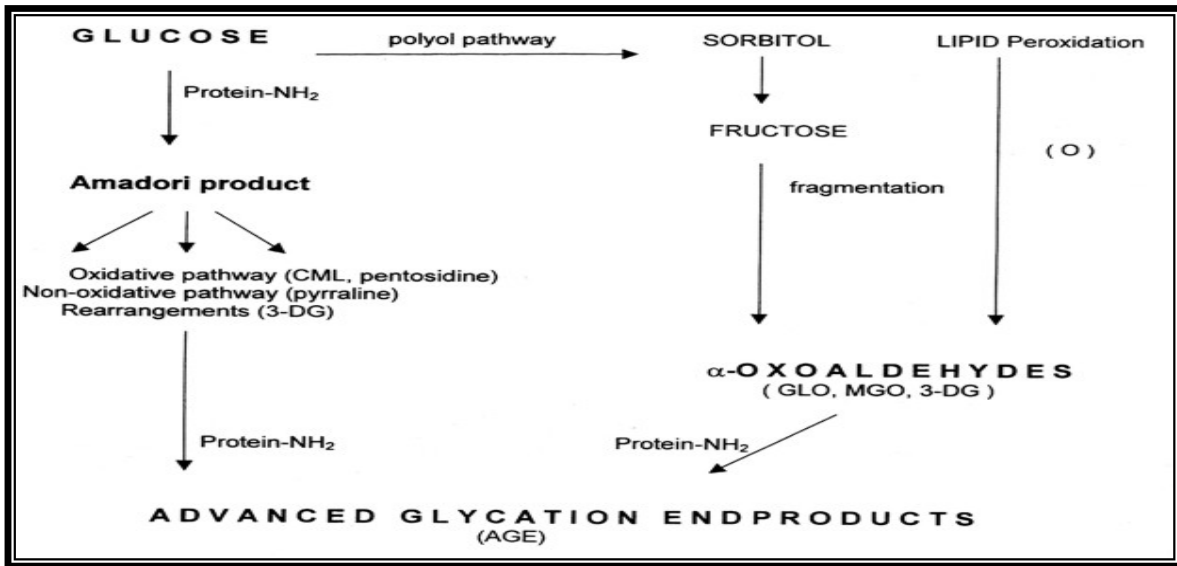 GLUCOSE
polyol pathway
SORBITOL
LIPID Peroxidation
Protein-NH₂
FRUCTOSE
( O )
Amadori product
fragmentation
Oxidative pathway (CML, pentosidine)
Non-oxidative pathway (pyrraline)
Rearrangements (3-DG)
α-OXOALDEHYDES
( GLO, MGO, 3-DG )
Protein-NH₂
Protein-NH₂
ADVANCED GLYCATION ENDPRODUCTS
(AGE)